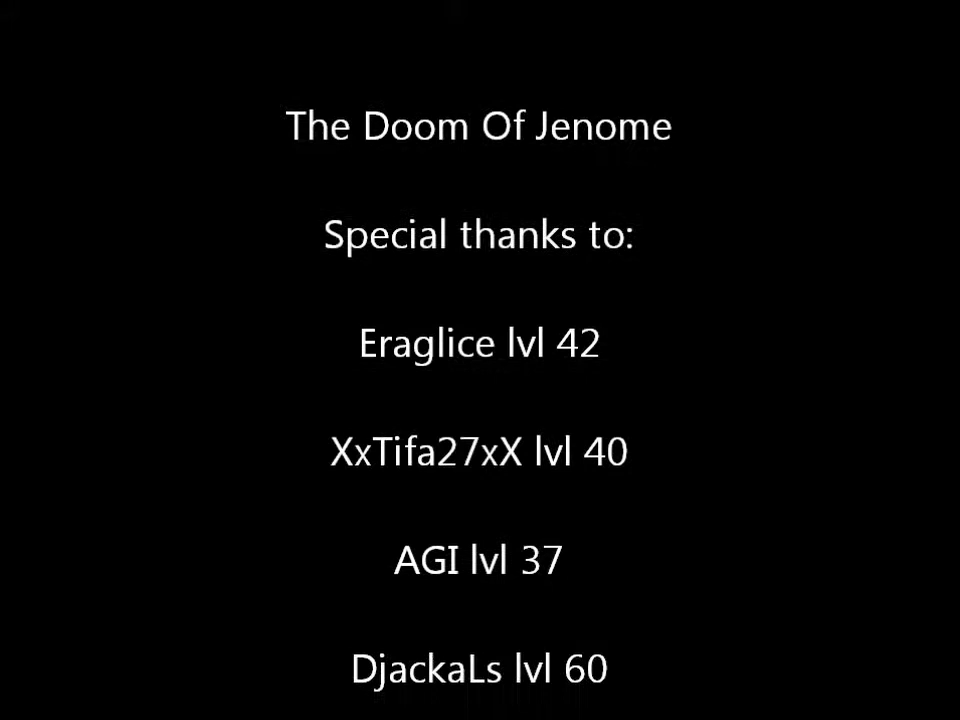 The Doom Of Jenome
Special thanks to:
Eraglice lvl 42
XxTifa27xX lvl 40
AGI lvl 37
DjackaLs lvl 60